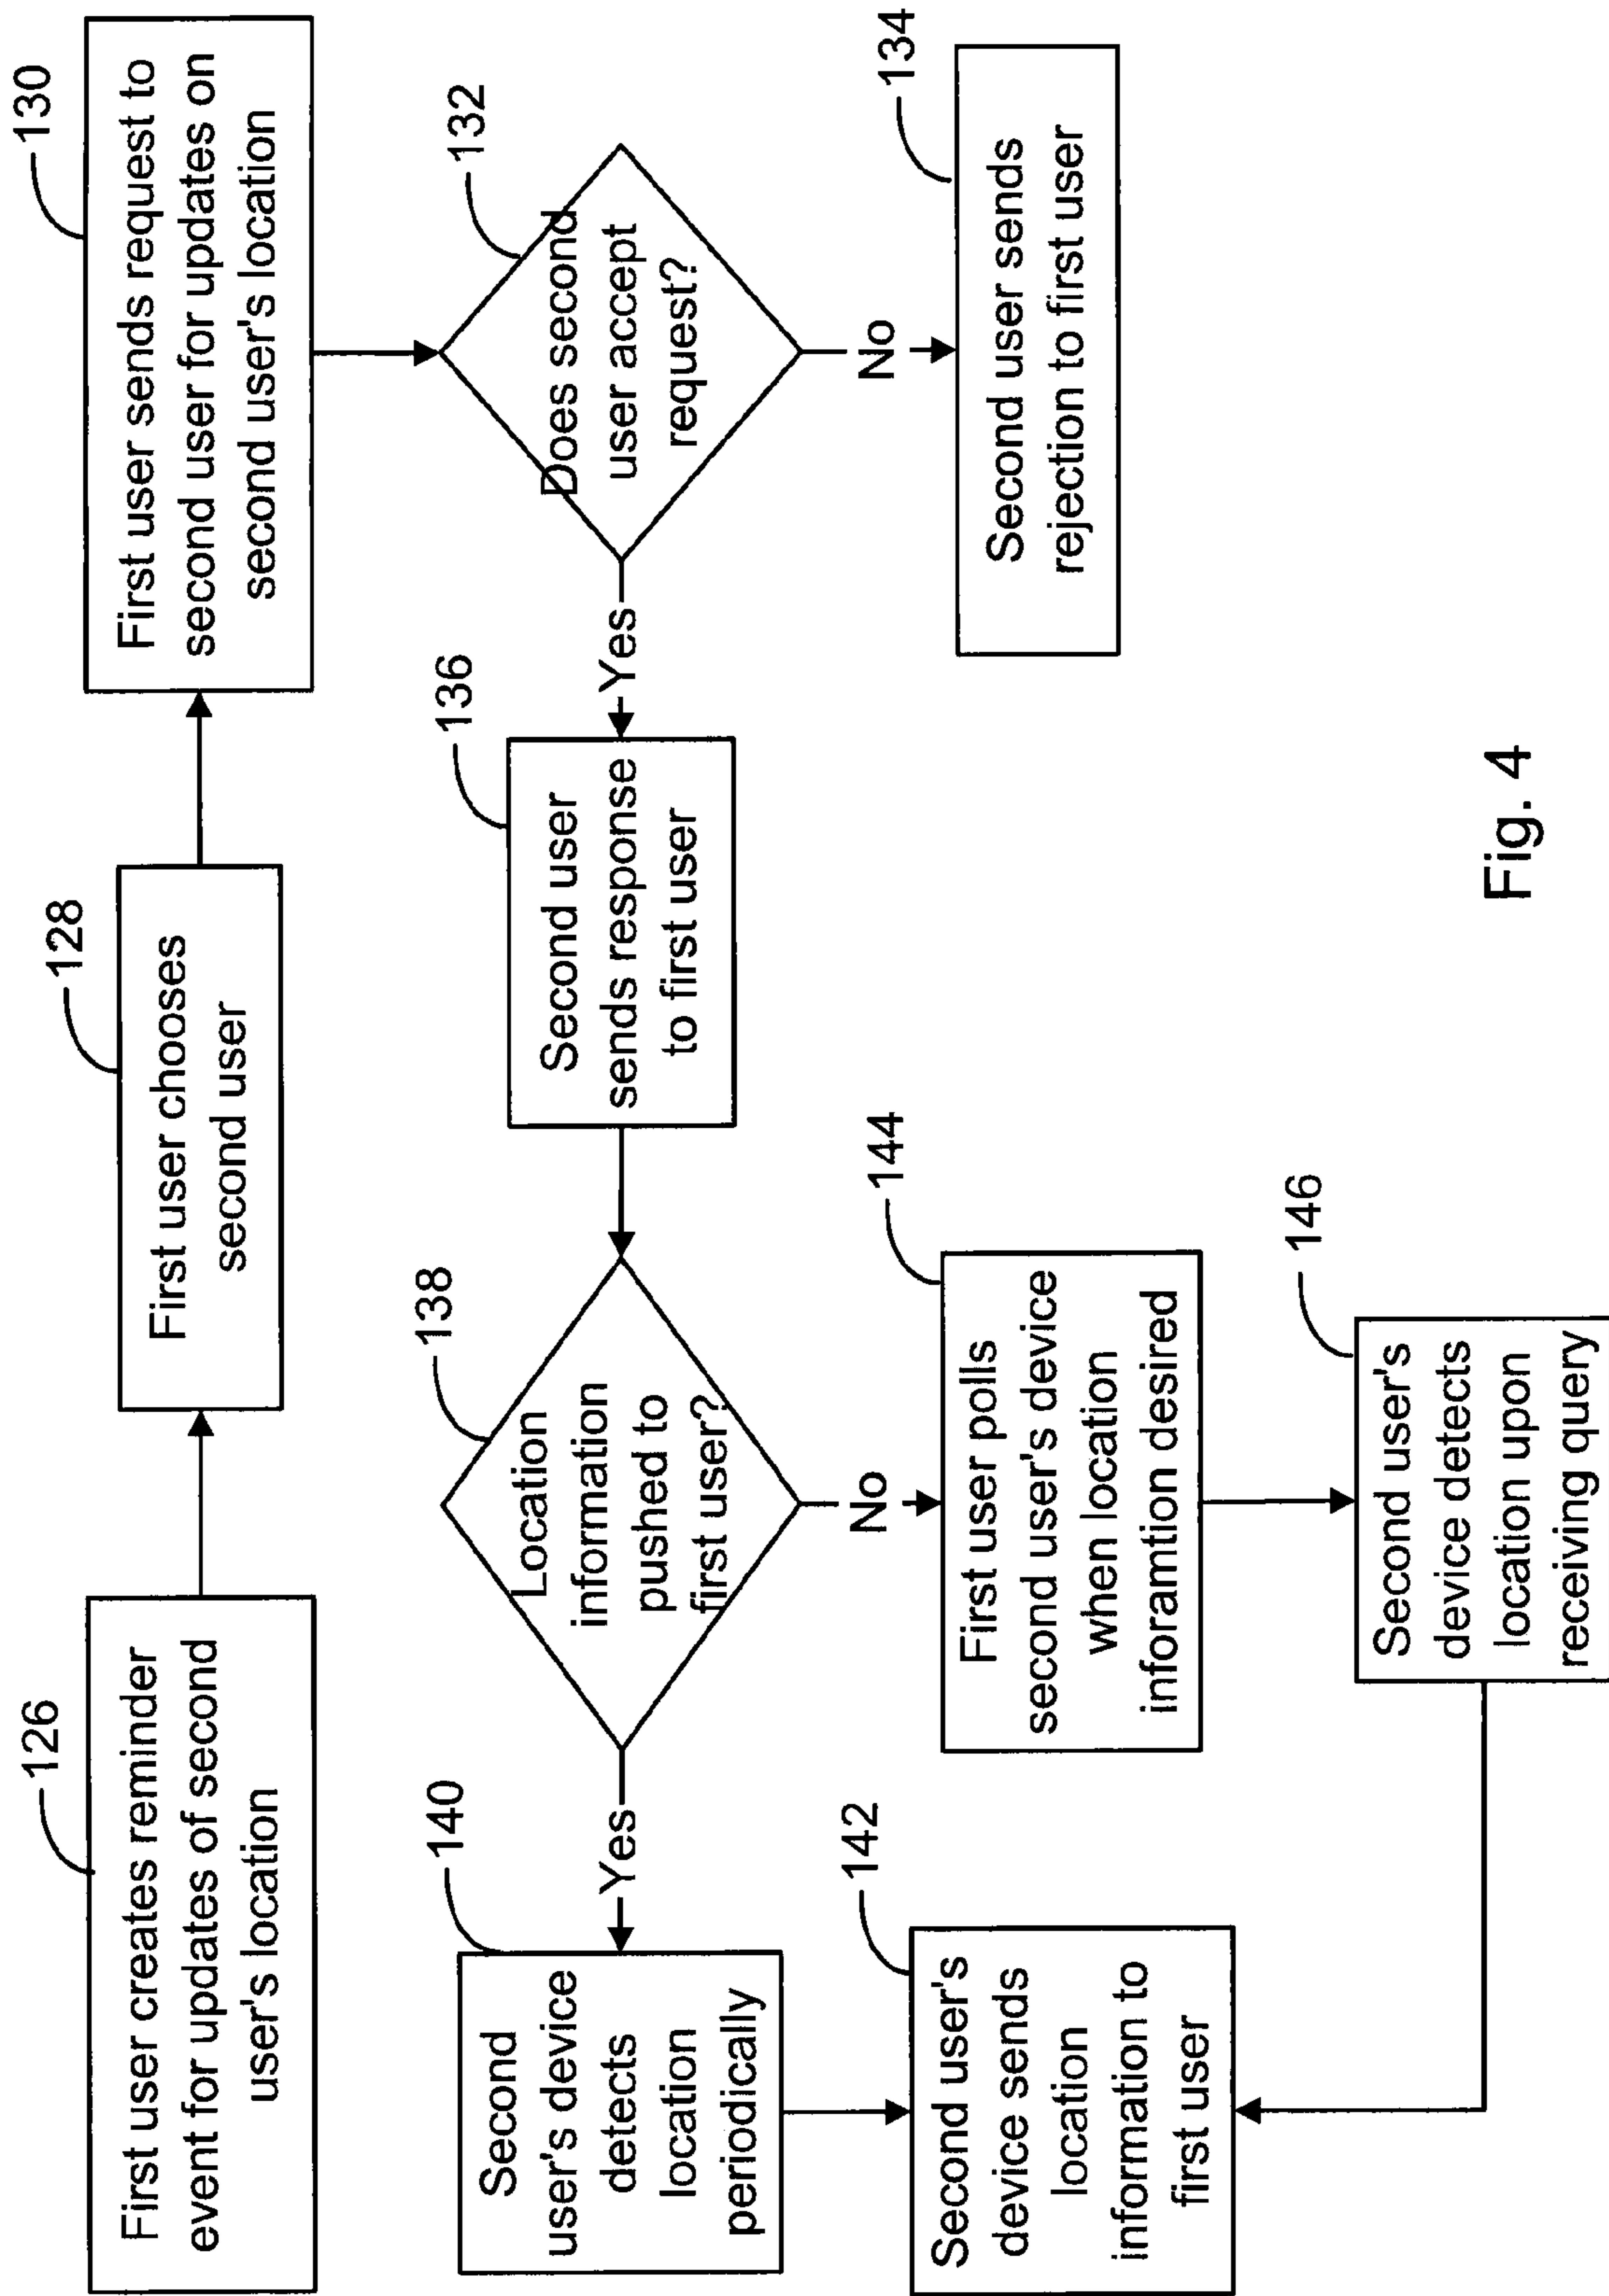 126
First user creates reminder
event for updates of second
user's location
128
First user chooses
second user
130
First user sends request to
second user for updates on
second user's location
132
Does second
user accept
request?
No
134
Second user sends
rejection to first user
Yes
136
Second user
sends response
to first user
138
Location
information
pushed to
first user?
Yes
140
Second
user's device
detects
location
periodically
142
Second user's
device sends
location
information to
first user
No
144
First user polls
second user's device
when location
inforamtion desired
146
Second user's
device detects
location upon
receiving query
Fig. 4